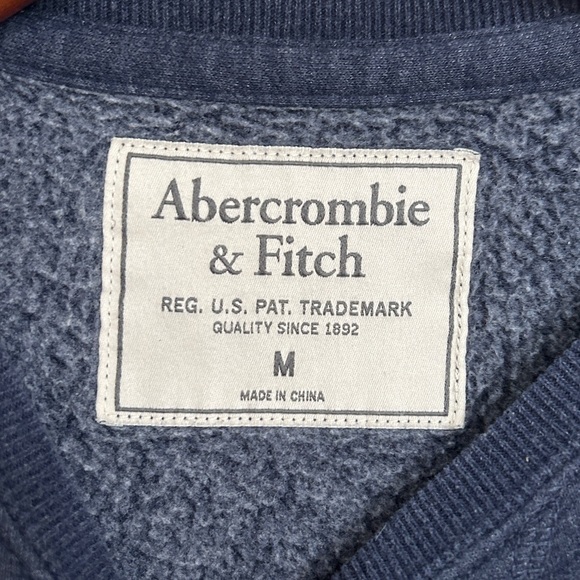 Abercrombie
& Fitch
REG. U.S. PAT. TRADEMARK
QUALITY SINCE 1892
M
MADE IN CHINA